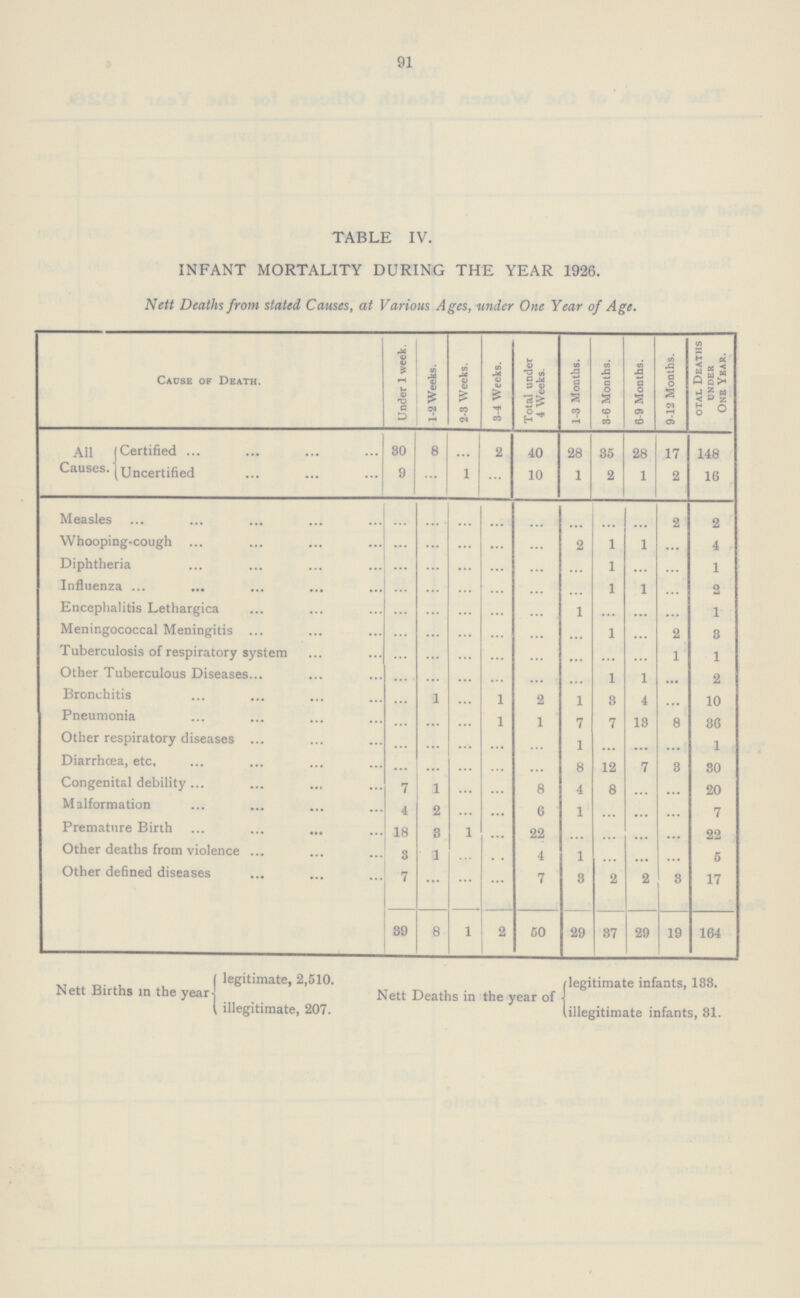 91
TABLE IV.
INFANT MORTALITY DURING THE YEAR 1926.
Nett Deaths from stated Causes, at Various Ages, under One Year of Age.
CAUSE OF DEATH. Under 1 week. 1-2 Weeks. 2-3 Weeks. 3-4 Weeks. Total under 4 Weeks. 1-3 Months. 3-6 Months. 6-9 Months. 9-12 Months. OTAL DEATHS UNDER ONE YEAR.
All Causes. Certified ... ... ... ... 30 8 ... 2 40 28 35 28 17 148
Uncertified ... ... ... 9 ... 1 ... 10 1 2 1 2 16
Measles ... ... ... ... ... ... ... ... ... ... ... ... ... 2 2
Whooping-cough ... ... ... ... ... ... ... ... ... 2 1 1 ... 4
Diphtheria ... ... ... ... ... ... ... ... ... ... 1 ... ... 1
Influenza ... ... ... ... ... ... ... ... ... ... ... 1 1 ... 2
Encephalitis Lethargica ... ... ... ... ... ... ... ... 1 ... ... ... 1
Meningococcal Meningitis ... ... ... ... ... ... ... ... ... 1 ... 2 3
Tuberculosis of respiratory system ... ... ... ... ... ... ... ... ... ... 1 1
Other Tuberculous Diseases... ... ... ... ... ... ... ... ... 1 1 ... 2
Bronchitis ... ... ... ... ... 1 ... 1 2 1 3 4 ... 10
Pneumonia ... ... ... ... ... ... ... 1 1 7 7 13 8 36
Other respiratory diseases ... ... ... ... ... ... ... ... 1 ... ... ... 1
Diarrhœa, etc. ... ... ... ... ... ... ... ... ... 8 12 7 3 30
Congenital debility ... ... ... ... 7 1 ... ... 8 4 8 ... ... 20
Malformation ... ... ... ... 4 2 ... ... 6 1 ... ... ... 7
Premature Birth ... ... ... ... 18 3 1 ... 22 ... ... ... ... 22
Other deaths from violence ... ... ... 3 1 ... .. 4 1 ... ... ... 5
Other defined diseases ... ... ... 7 ... ... ... 7 3 2 2 3 17
39 8 1 2 50 29 37 29 19 164
Nett Births in the year legitimate, 2,510.
illegitimate, 207.
Nett Deaths in the year of legitimate infants, 133.
illegitimate infants, 31.